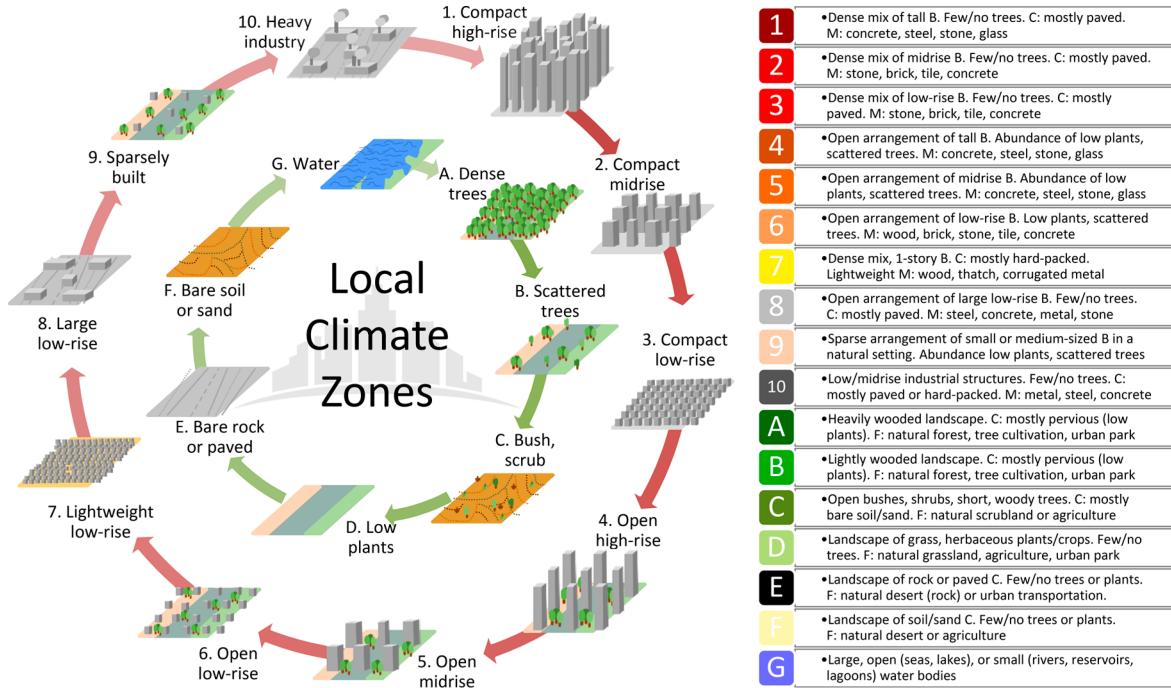 10. Heavy
industry
1. Compact
high-rise
2. Compact
midrise
3. Compact
low-rise
4. Open
high-rise
5. Open
midrise
6. Open
low-rise
7. Lightweight
low-rise
8. Large
low-rise
9. Sparsely
built
G. Water
A. Dense
trees
B. Scattered
trees
C. Bush,
scrub
D. Low
plants
E. Bare rock
or paved
F. Bare soil
or sand
Local
Climate
Zones
1
•Dense mix of tall B. Few/no trees. C: mostly paved.
M: concrete, steel, stone, glass
2
•Dense mix of midrise B. Few/no trees. C: mostly paved.
M: stone, brick, tile, concrete
3
•Dense mix of low-rise B. Few/no trees. C: mostly
paved. M: stone, brick, tile, concrete
4
•Open arrangement of tall B. Abundance of low plants,
scattered trees. M: concrete, steel, stone, glass
5
•Open arrangement of midrise B. Abundance of low
plants, scattered trees. M: concrete, steel, stone, glass
6
•Open arrangement of low-rise B. Low plants, scattered
trees. M: wood, brick, stone, tile, concrete
7
•Dense mix, 1-story B. C: mostly hard-packed.
Lightweight M: wood, thatch, corrugated metal
8
•Open arrangement of large low-rise B. Few/no trees.
C: mostly paved. M: steel, concrete, metal, stone
9
•Sparse arrangement of small or medium-sized B in a
natural setting. Abundance low plants, scattered trees
10
•Low/midrise industrial structures. Few/no trees. C:
mostly paved or hard-packed. M: metal, steel, concrete
A
•Heavily wooded landscape. C: mostly pervious (low
plants). F: natural forest, tree cultivation, urban park
B
•Lightly wooded landscape. C: mostly pervious (low
plants). F: natural forest, tree cultivation, urban park
C
•Open bushes, shrubs, short, woody trees. C: mostly
bare soil/sand. F: natural scrubland or agriculture
D
•Landscape of grass, herbaceous plants/crops. Few/no
trees. F: natural grassland, agriculture, urban park
E
•Landscape of rock or paved C. Few/no trees or plants.
F: natural desert (rock) or urban transportation.
F
•Landscape of soil/sand C. Few/no trees or plants.
F: natural desert or agriculture
G
•Large, open (seas, lakes), or small (rivers, reservoirs,
lagoons) water bodies